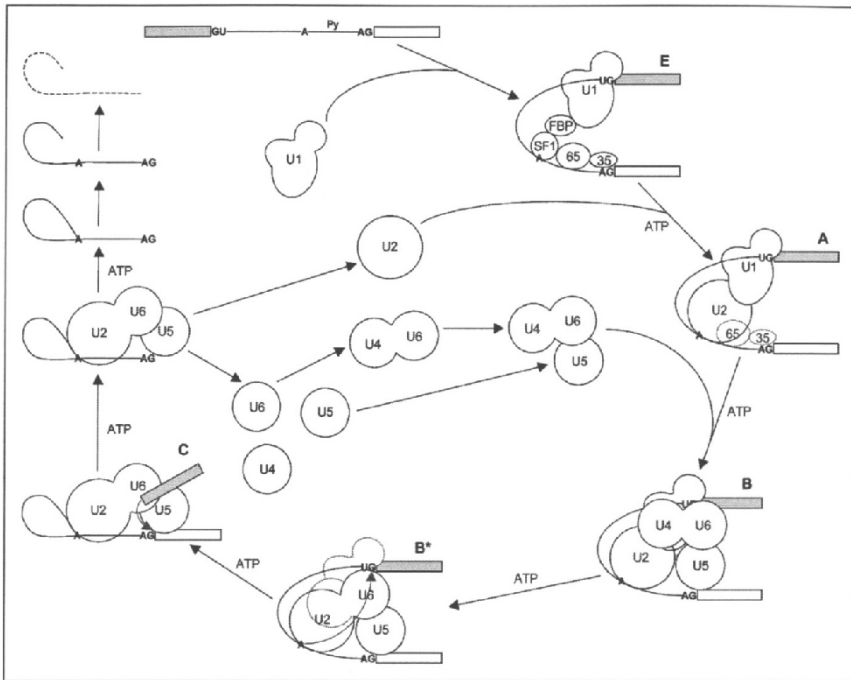 GU A Py AG
E
UG
U1
FBP
SF1 65 35
A AG
U1
ATP
A AG
A AG
U2
A
UG
U1
U2
65 35
A AG
ATP
U6
U2 U5
A AG
U4 U6
U4 U6
U5
ATP
U6 U5
U4
ATP
C
U6
U2 U5
A AG
B
U4 U6
U2
U5
A AG
ATP
ATP
B*
UG
U6
U2
U5
A AG